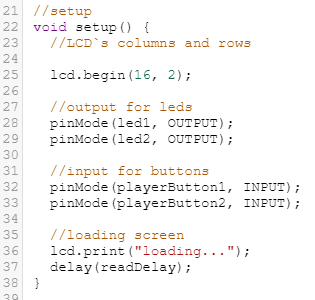 21 //setup
22 void setup() {
23 //LCD`s columns and rows
24
25 lcd.begin(16, 2);
26
27 //output for leds
28 pinMode(led1, OUTPUT);
29 pinMode(led2, OUTPUT);
30
31 //input for buttons
32 pinMode(playerButton1, INPUT);
33 pinMode(playerButton2, INPUT);
34
35 //loading screen
36 lcd.print("loading...");
37 delay(readDelay);
38 }
39